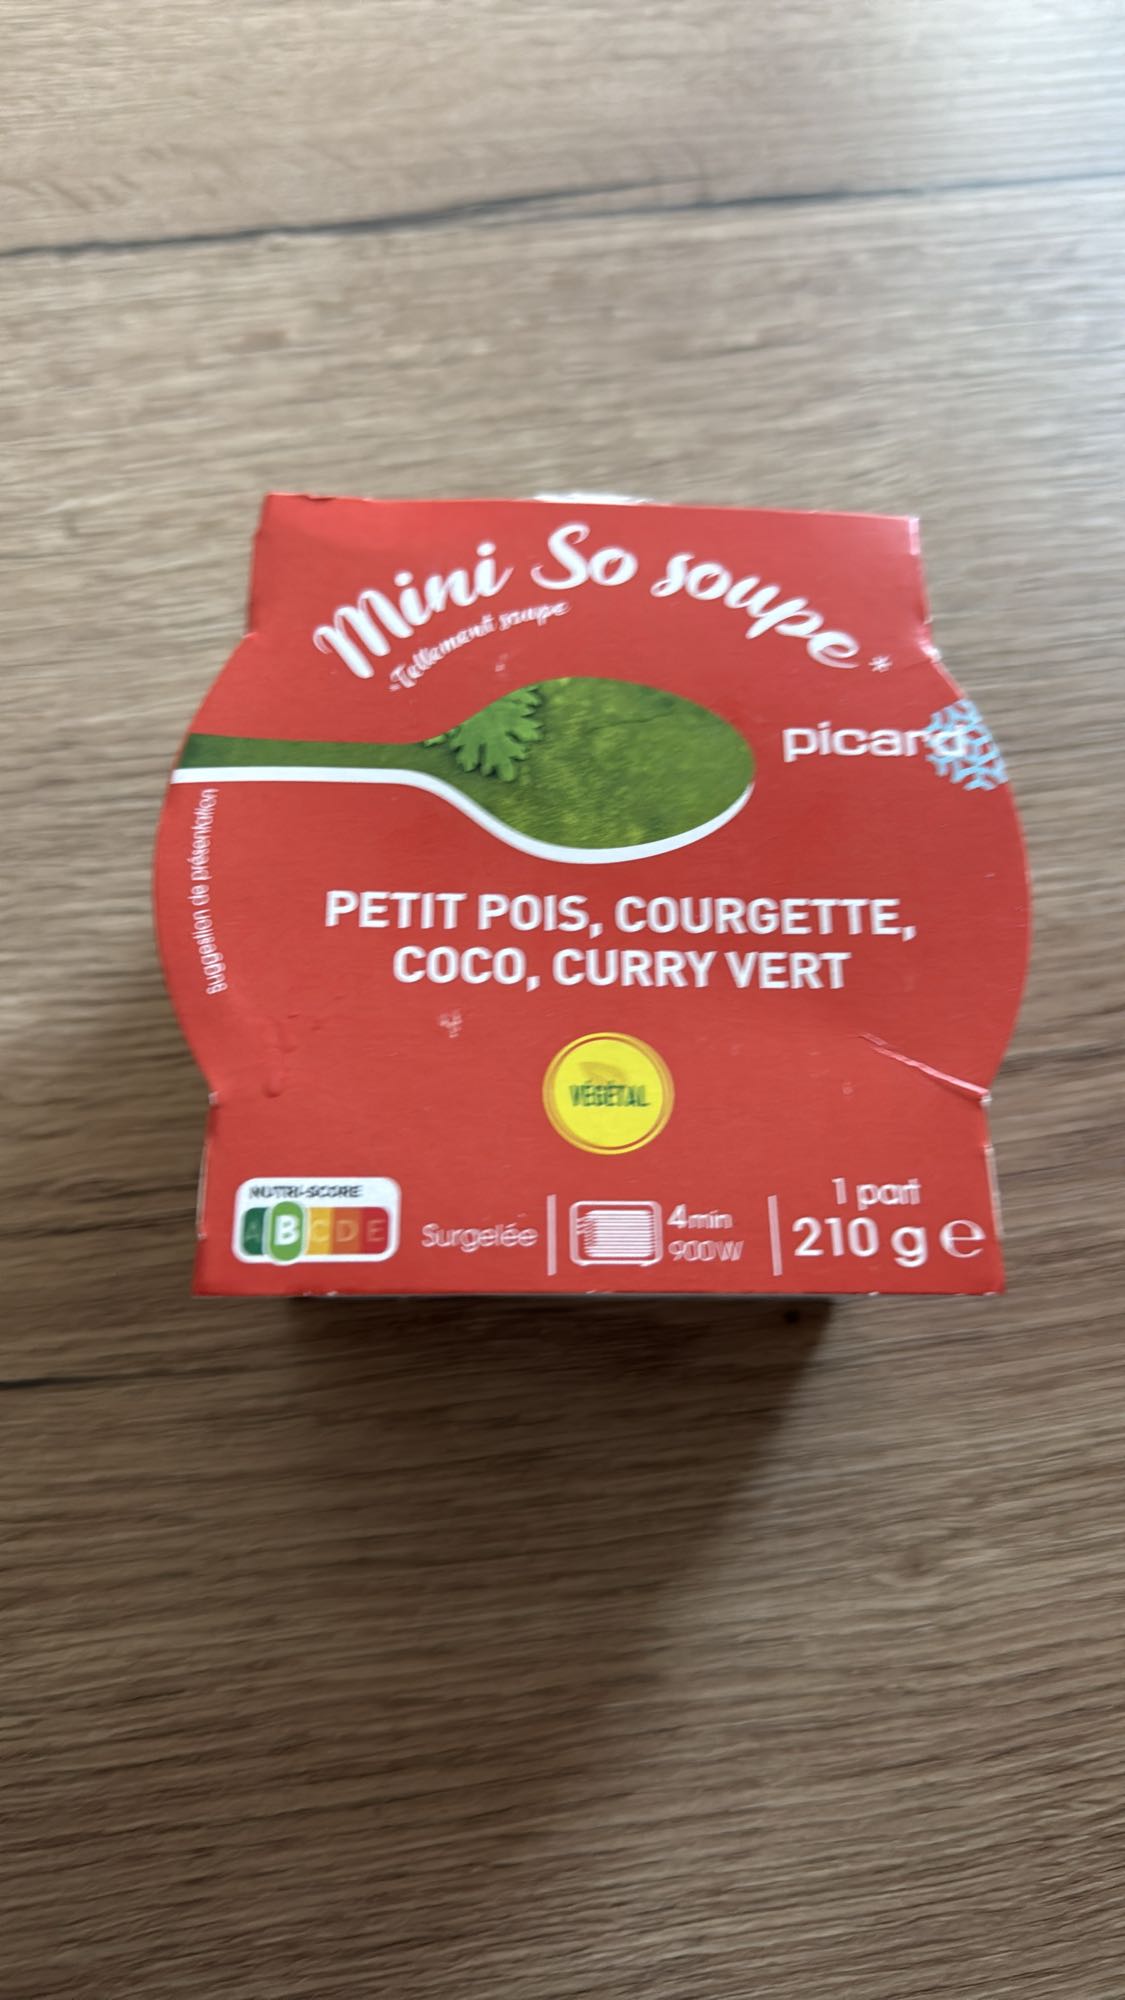 Mini So soupe*
-Tellement soupe
picard
suggestion de présentation
PETIT POIS, COURGETTE,
COCO, CURRY VERT
VÉGÉTAL
NUTRI-SCORE
A B C D E
Surgelée
4min
900W
1 part
210 g e